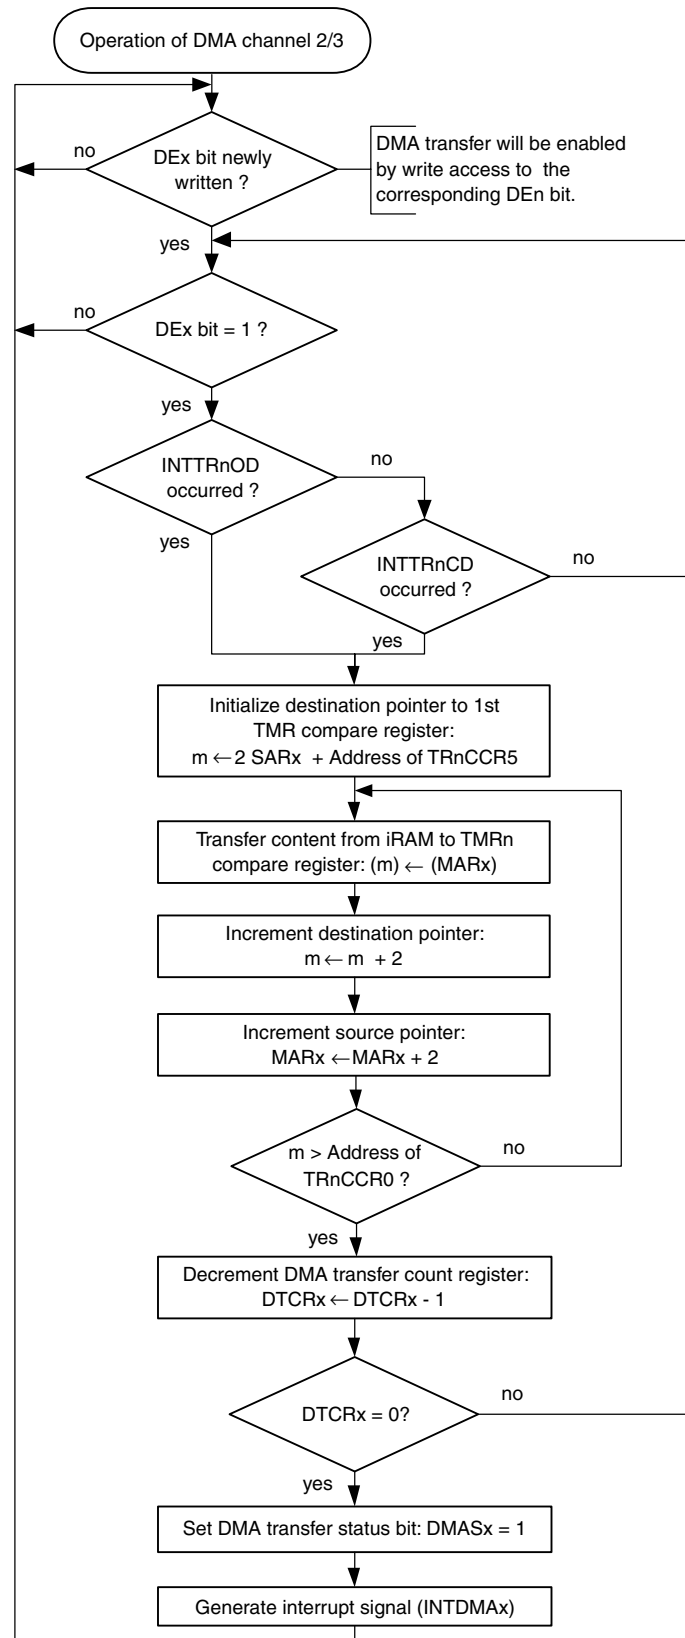 Operation of DMA channel 2/3
no
DEx bit newly
written ?
DMA transfer will be enabled
by write access to the
corresponding DEn bit.
yes
no
DEx bit = 1 ?
yes
INTTRnOD
occurred ?
no
yes
INTTRnCD
occurred ?
no
yes
Initialize destination pointer to 1st
TMR compare register:
m ← 2 SARx + Address of TRnCCR5
Transfer content from iRAM to TMRn
compare register: (m) ← (MARx)
Increment destination pointer:
m ← m + 2
Increment source pointer:
MARx ← MARx + 2
m > Address of
TRnCCR0 ?
no
yes
Decrement DMA transfer count register:
DTCRx ← DTCRx - 1
DTCRx = 0?
no
yes
Set DMA transfer status bit: DMASx = 1
Generate interrupt signal (INTDMAx)